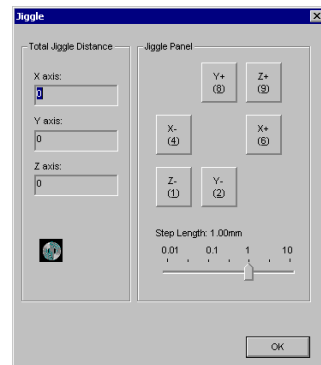 Jiggle
Total Jiggle Distance
X axis:
0
Y axis:
0
Z axis:
0
Jiggle Panel
Y+
(8)
Z+
(9)
X-
(4)
X+
(6)
Z-
(1)
Y-
(2)
Step Length: 1.00mm
0.01 0.1 1 10
OK